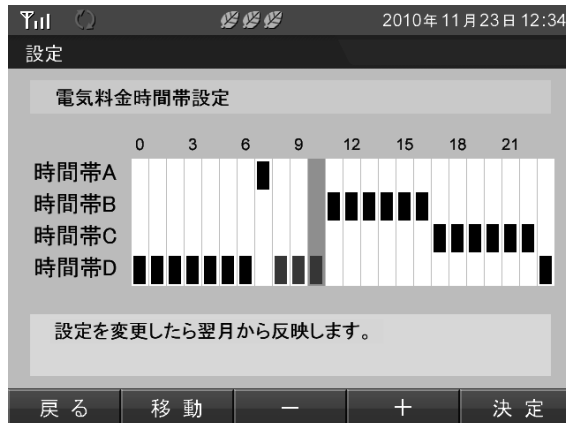 2010年11月23日 12:34
設定
電気料金時間帯設定
0 3 6 9 12 15 18 21
時間帯A
時間帯B
時間帯C
時間帯D
設定を変更したら翌月から反映します。
戻る 移動 － ＋ 決定